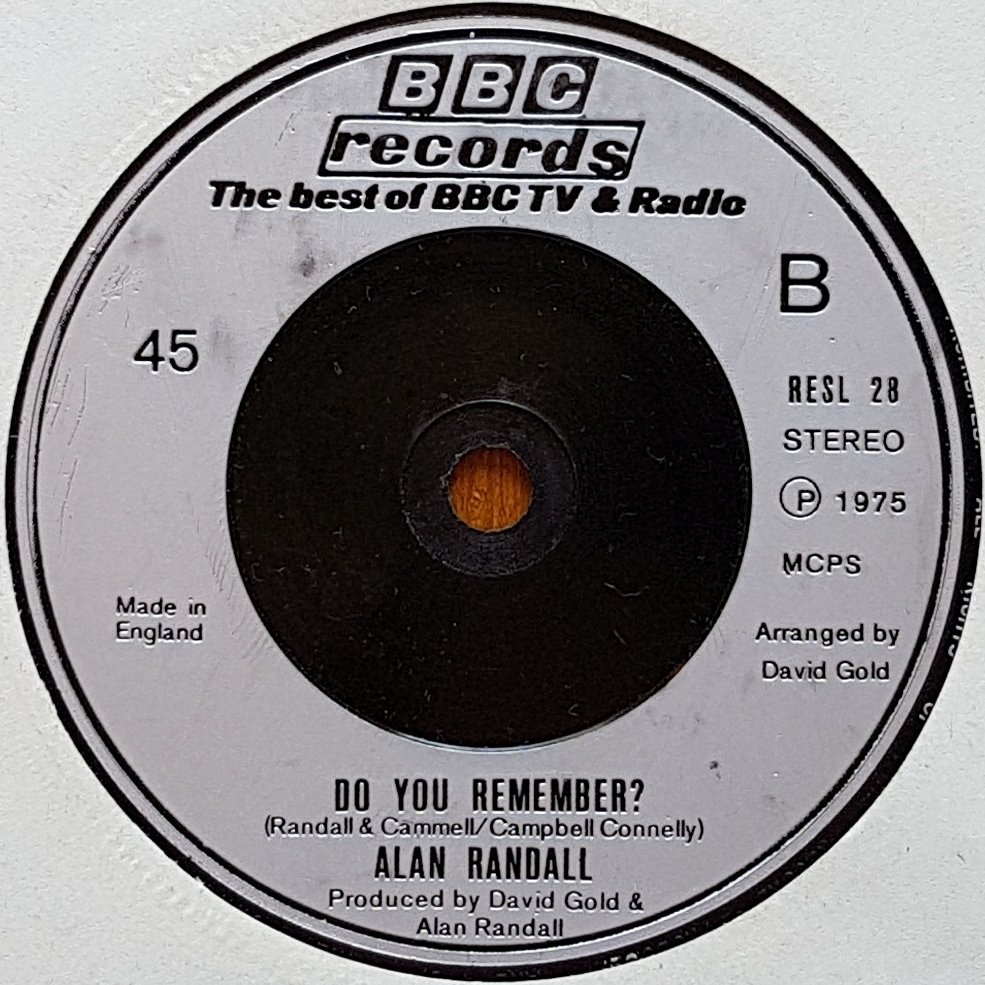 BBC
records
The best of BBC TV & Radio
B
45
RESL 28
STEREO
Ⓟ 1975
MCPS
Made in
England
Arranged by
David Gold
DO YOU REMEMBER?
(Randall & Cammell/Campbell Connelly)
ALAN RANDALL
Produced by David Gold &
Alan Randall